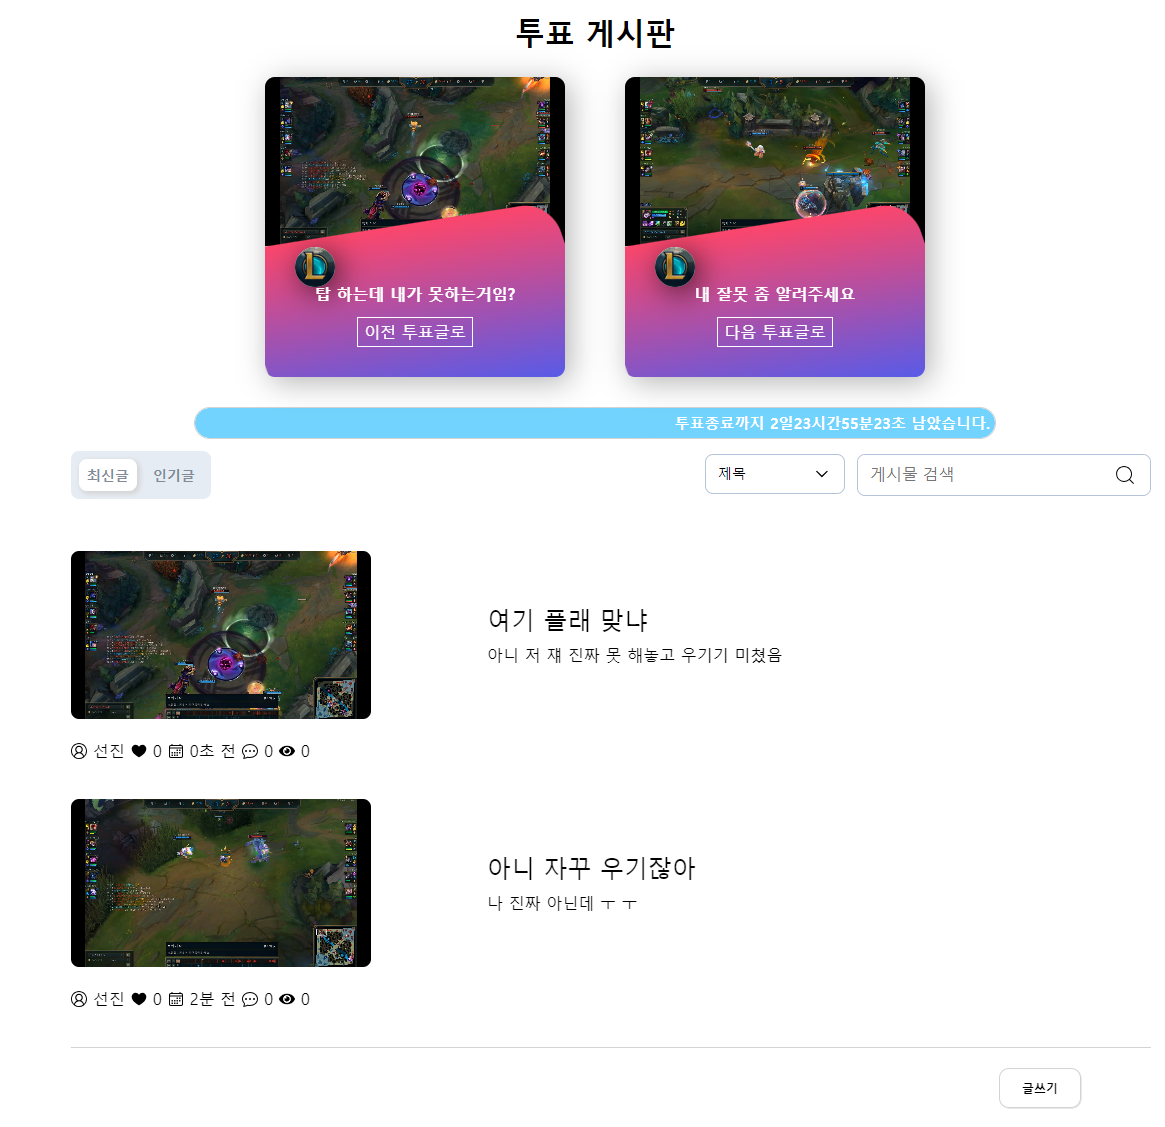 투표 게시판
탑 하는데 내가 못하는거임?
이전 투표글로
내 잘못 좀 알려주세요
다음 투표글로
투표종료까지 2일23시간55분23초 남았습니다.
최신글 인기글
제목
게시물 검색
여기 플래 맞냐
아니 저 쟤 진짜 못 해놓고 우기기 미쳤음
선진 0 0초 전 0 0
아니 자꾸 우기잖아
나 진짜 아닌데 ㅜ ㅜ
선진 0 2분 전 0 0
글쓰기